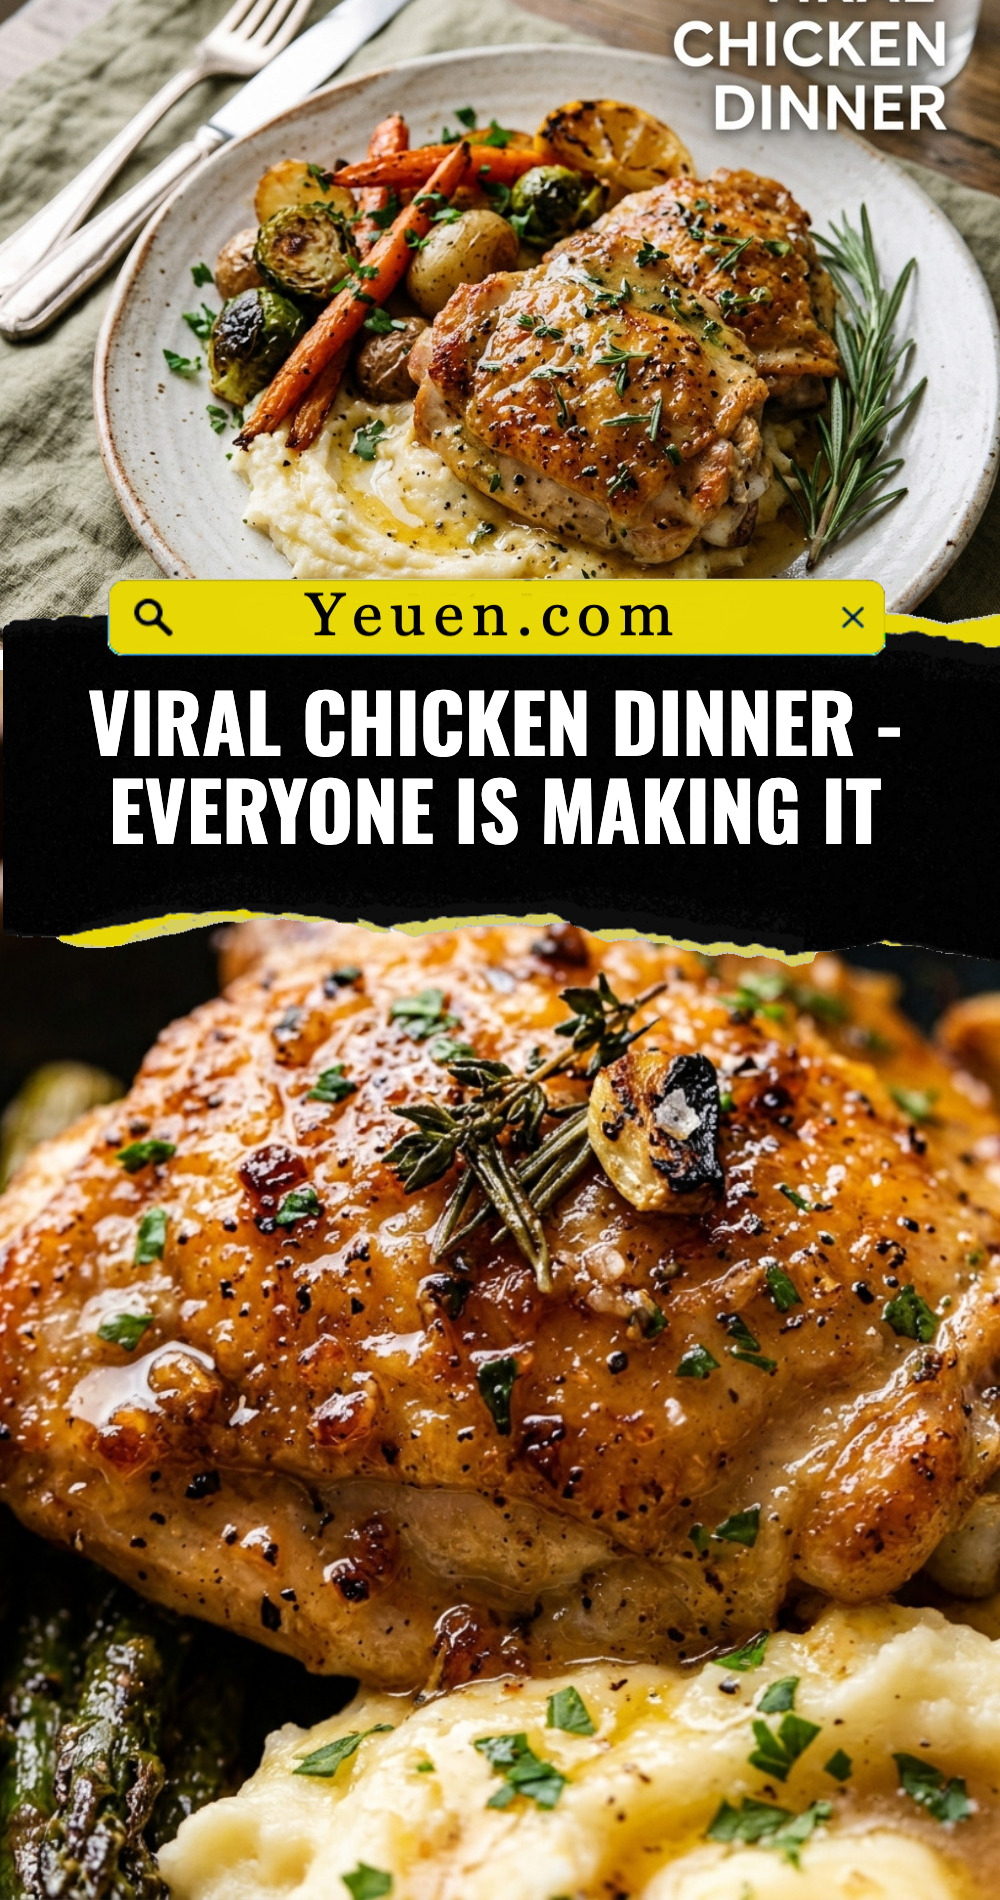 CHICKEN
DINNER
Yeuen.com
VIRAL CHICKEN DINNER -
EVERYONE IS MAKING IT